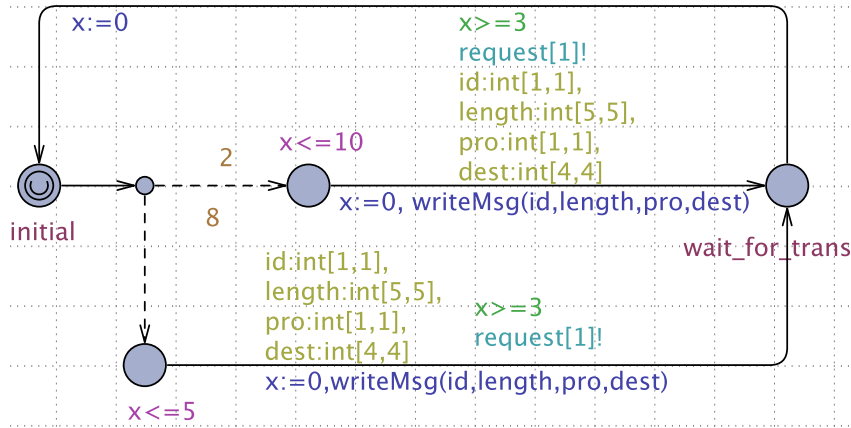 x:=0
x>=3
request[1]!
id:int[1,1],
length:int[5,5],
pro:int[1,1],
dest:int[4,4]
x:=0, writeMsg(id,length,pro,dest)
x<=10
2
8
initial
wait_for_trans
id:int[1,1],
length:int[5,5],
pro:int[1,1],
dest:int[4,4]
x>=3
request[1]!
x:=0,writeMsg(id,length,pro,dest)
x<=5